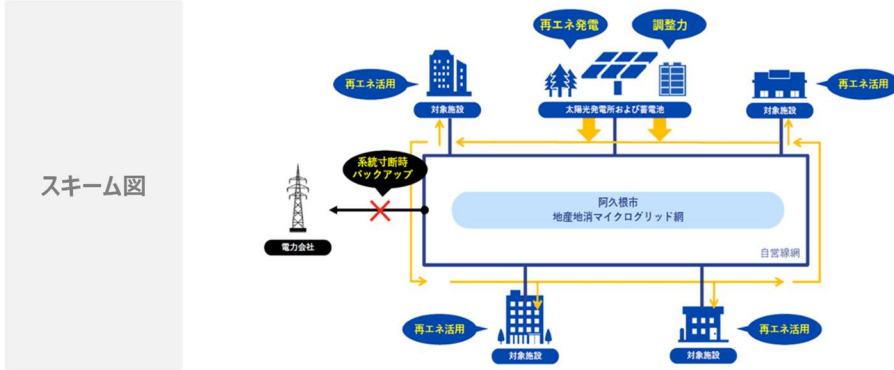 スキーム図
再エネ発電
調整力
再エネ活用
対象施設
太陽光発電所および蓄電池
対象施設
再エネ活用
系統寸断時
バックアップ
電力会社
阿久根市
地産地消マイクログリッド網
自営線網
再エネ活用
対象施設
対象施設
再エネ活用